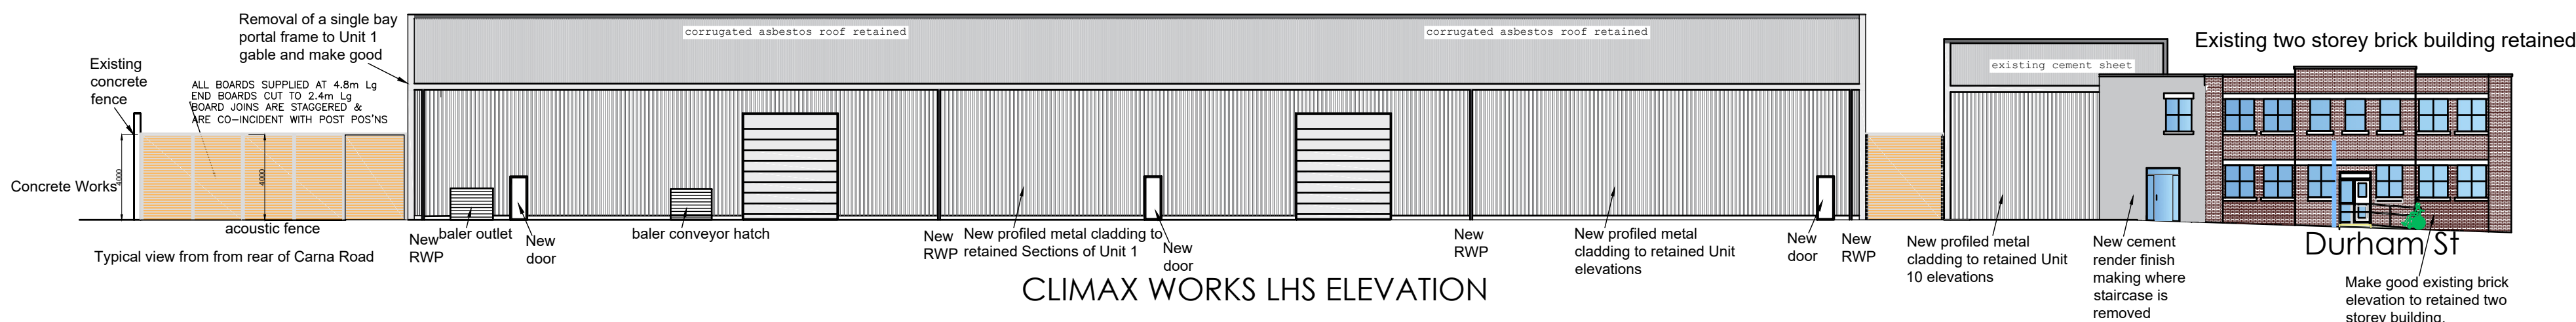 Removal of a single bay
portal frame to Unit 1
gable and make good
corrugated asbestos roof retained
corrugated asbestos roof retained
Existing two storey brick building retained
existing cement sheet
Existing
concrete
fence
ALL BOARDS SUPPLIED AT 4.8m Lg
END BOARDS CUT TO 2.4m Lg
BOARD JOINS ARE STAGGERED &
ARE CO-INCIDENT WITH POST POS'NS
Concrete Works
4000
4000
acoustic fence
Typical view from from rear of Carna Road
New
RWP
baler outlet
New
door
baler conveyor hatch
New
RWP
New profiled metal cladding to
retained Sections of Unit 1
New
door
New
RWP
New profiled metal
cladding to retained Unit
elevations
New
door
New
RWP
New profiled metal
cladding to retained Unit
10 elevations
New cement
render finish
making where
staircase is
removed
Durham St
Make good existing brick
elevation to retained two
storey building.
CLIMAX WORKS LHS ELEVATION